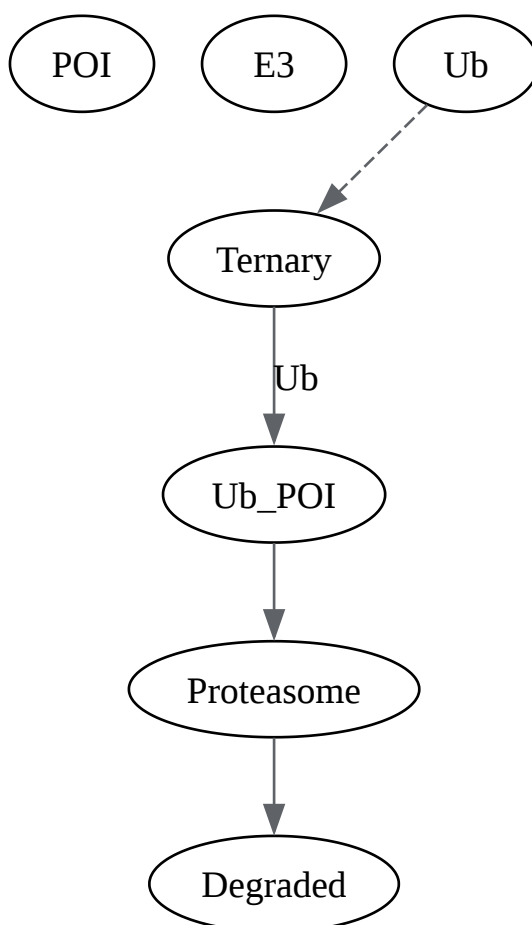 POI E3 Ub
Ternary
Ub
Ub_POI
Proteasome
Degraded